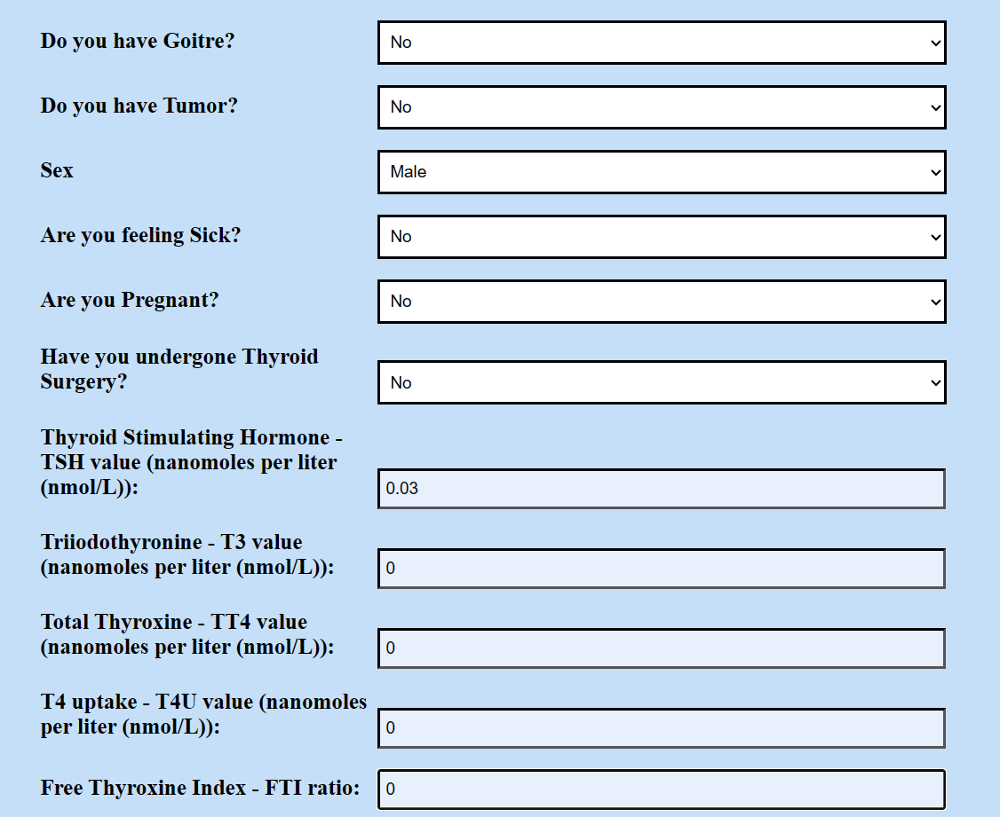 Do you have Goitre?
No
Do you have Tumor?
No
Sex
Male
Are you feeling Sick?
No
Are you Pregnant?
No
Have you undergone Thyroid
Surgery?
No
Thyroid Stimulating Hormone -
TSH value (nanomoles per liter
(nmol/L)):
0.03
Triiodothyronine - T3 value
(nanomoles per liter (nmol/L)):
0
Total Thyroxine - TT4 value
(nanomoles per liter (nmol/L)):
0
T4 uptake - T4U value (nanomoles
per liter (nmol/L)):
0
Free Thyroxine Index - FTI ratio:
0